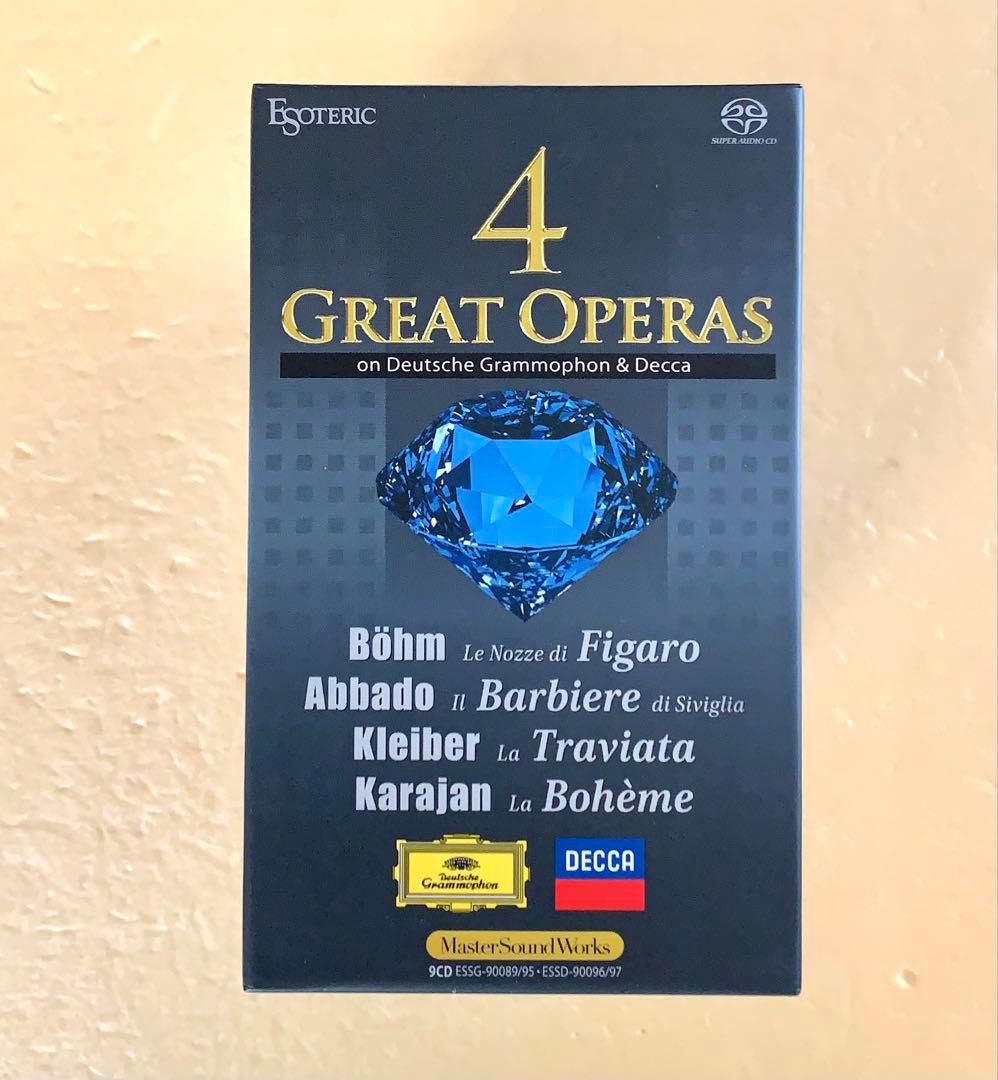 ESOTERIC
SUPER AUDIO CD
4
GREAT OPERAS
on Deutsche Grammophon & Decca
Böhm Le Nozze di Figaro
Abbado Il Barbiere di Siviglia
Kleiber La Traviata
Karajan La Bohème
Deutsche
Grammophon
DECCA
MasterSoundWorks
9CD ESSG-90089/95・ESSD-90096/97